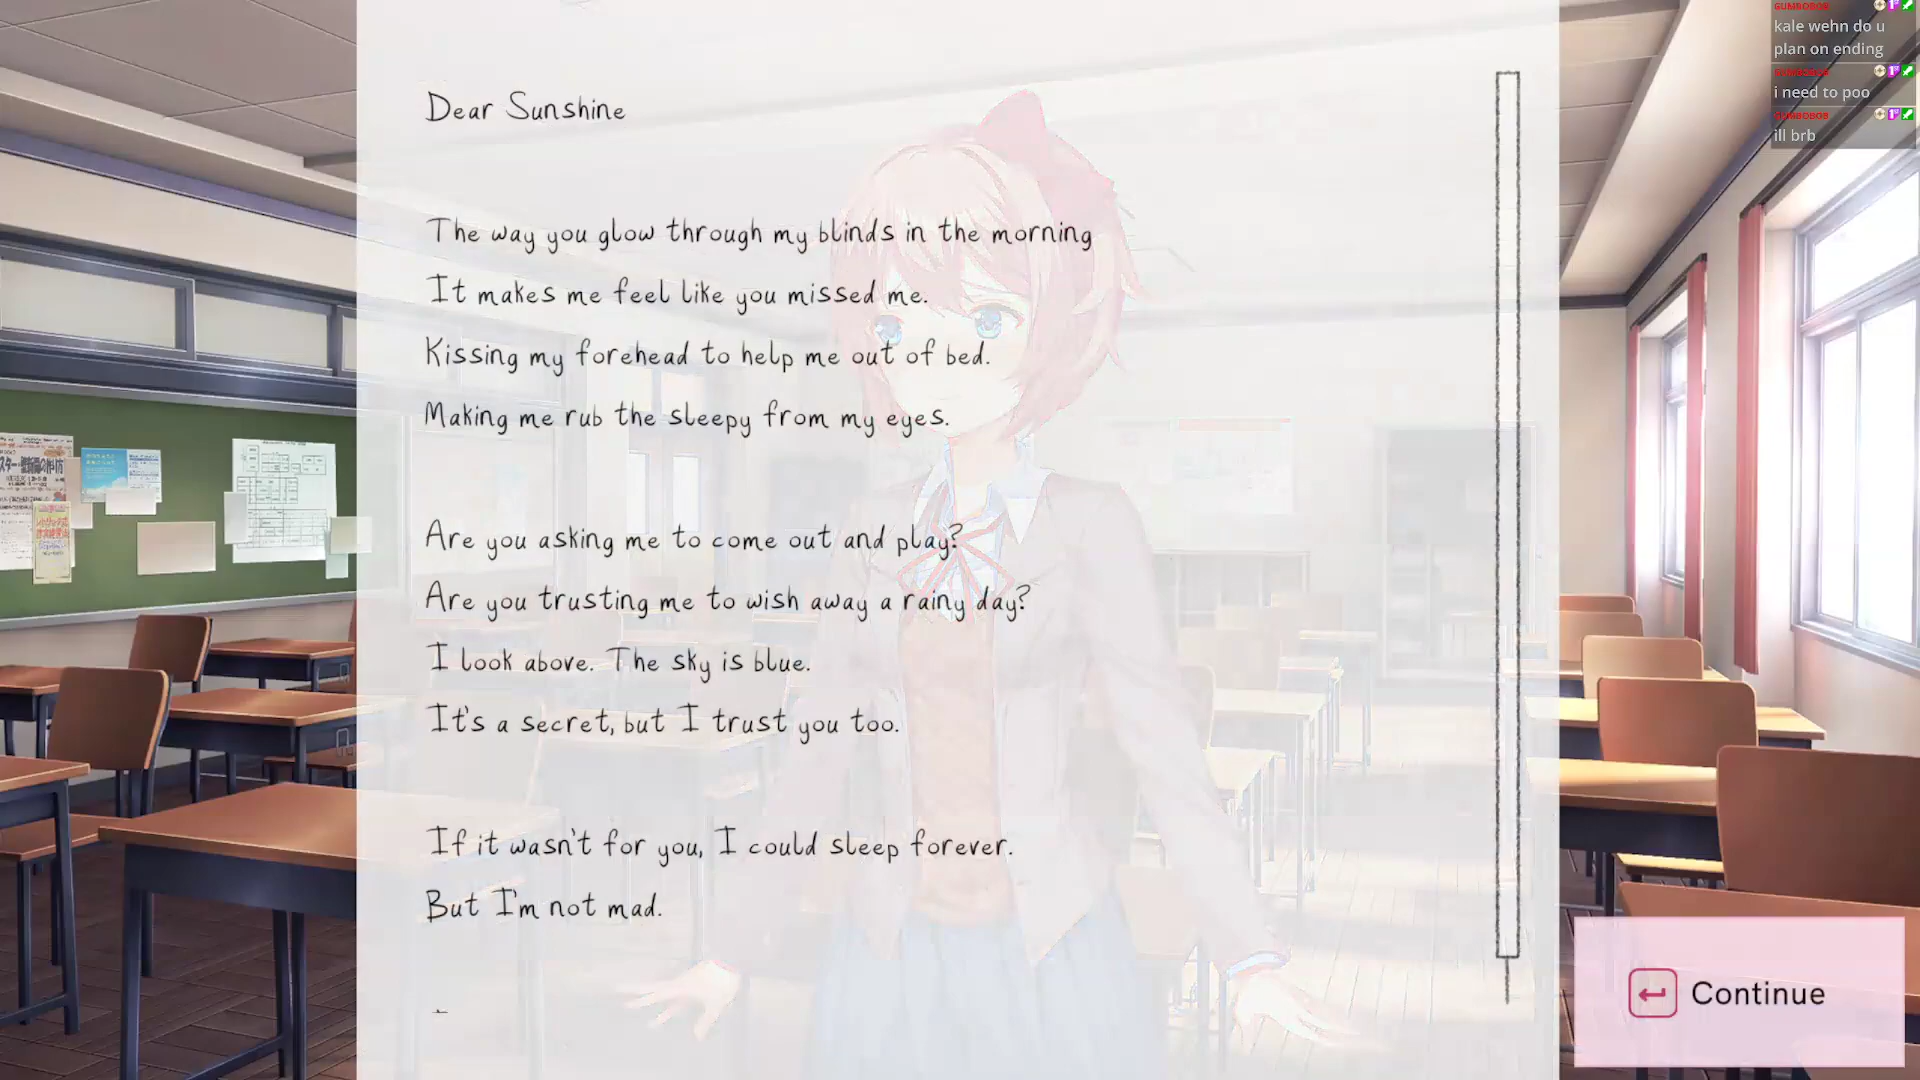 Dear Sunshine
The way you glow through my blinds in the morning
It makes me feel like you missed me.
Kissing my forehead to help me out of bed.
Making me rub the sleepy from my eyes.
Are you asking me to come out and play?
Are you trusting me to wish away a rainy day?
I look above. The sky is blue.
It's a secret, but I trust you too.
If it wasn't for you, I could sleep forever.
But I'm not mad.
GUMBOBOB
kale wehn do u
plan on ending
GUMBOBOB
i need to poo
GUMBOBOB
ill brb
Continue